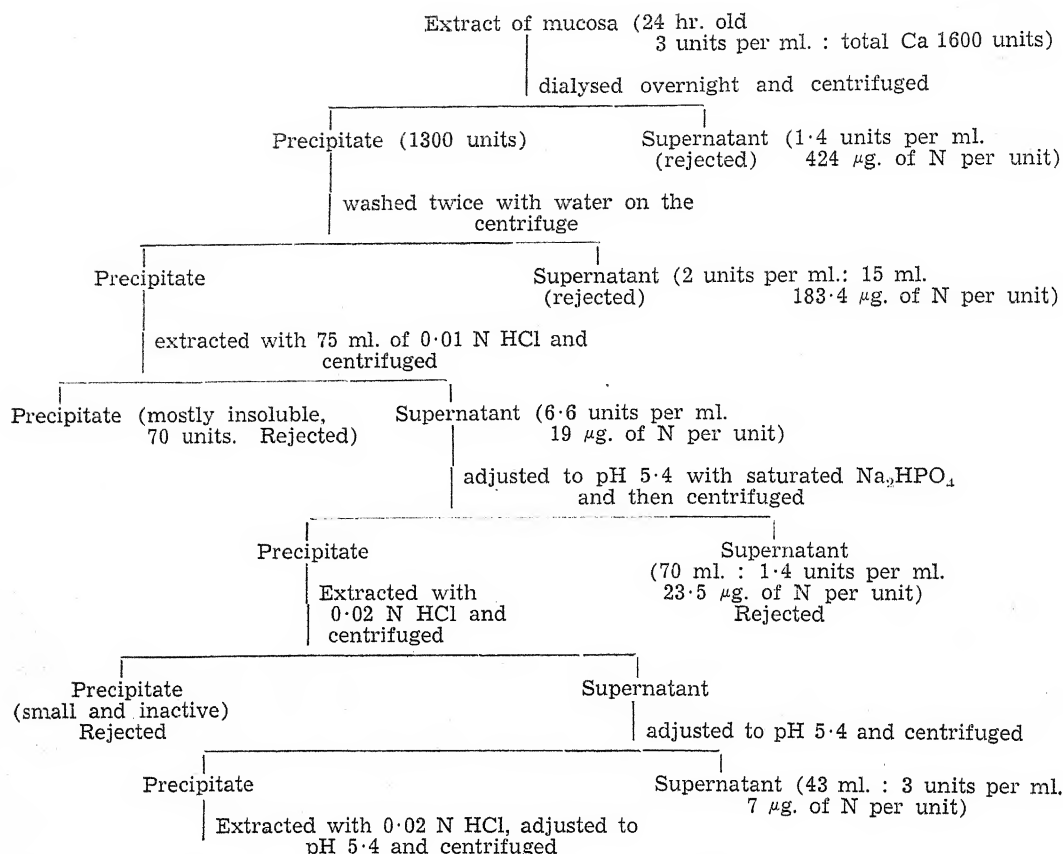 Extract of mucosa (24 hr. old
3 units per ml. : total Ca 1600 units)
dialysed overnight and centrifuged
Precipitate (1300 units)
Supernatant (1·4 units per ml.
(rejected) 424 μg. of N per unit)
washed twice with water on the
centrifuge
Precipitate
Supernatant (2 units per ml.: 15 ml.
(rejected) 183·4 μg. of N per unit)
extracted with 75 ml. of 0·01 N HCl and
centrifuged
Precipitate (mostly insoluble,
70 units. Rejected)
Supernatant (6·6 units per ml.
19 μg. of N per unit)
adjusted to pH 5·4 with saturated Na₂HPO₄
and then centrifuged
Precipitate
Supernatant
(70 ml. : 1·4 units per ml.
23·5 μg. of N per unit)
Rejected
Extracted with
0·02 N HCl and
centrifuged
Precipitate
(small and inactive)
Rejected
Supernatant
adjusted to pH 5·4 and centrifuged
Precipitate
Supernatant (43 ml. : 3 units per ml.
7 μg. of N per unit)
Extracted with 0·02 N HCl, adjusted to
pH 5·4 and centrifuged